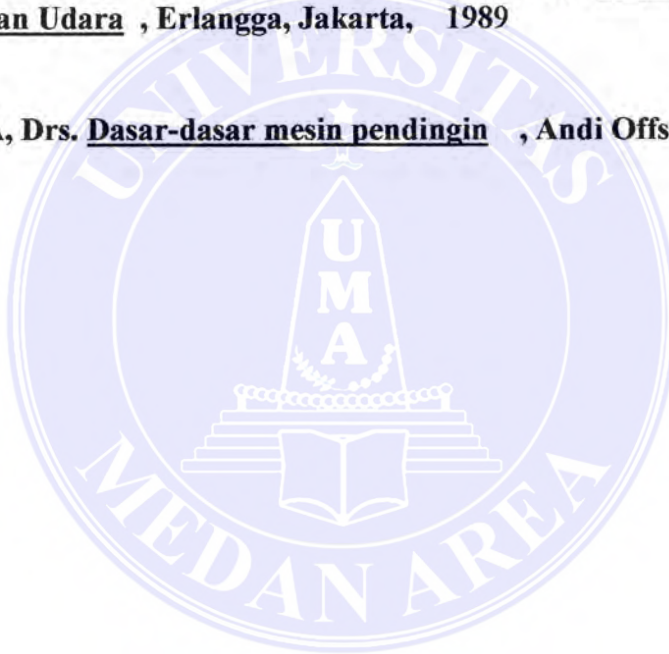 an Udara , Erlangga, Jakarta, 1989
, Drs. Dasar-dasar mesin pendingin , Andi Offs
UNIVERSITAS
U
M
A
MEDAN AREA